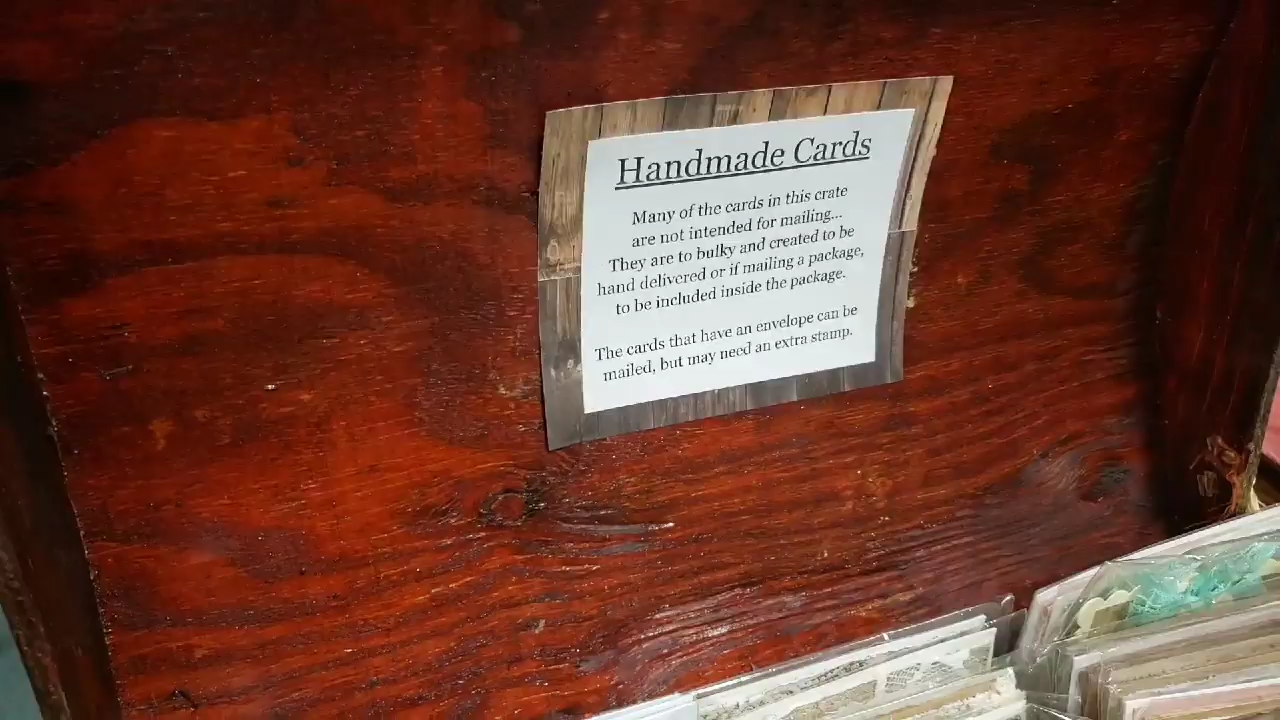 Handmade Cards
Many of the cards in this crate
are not intended for mailing...
They are to bulky and created to be
hand delivered or if mailing a package,
to be included inside the package.
The cards that have an envelope can be
mailed, but may need an extra stamp.